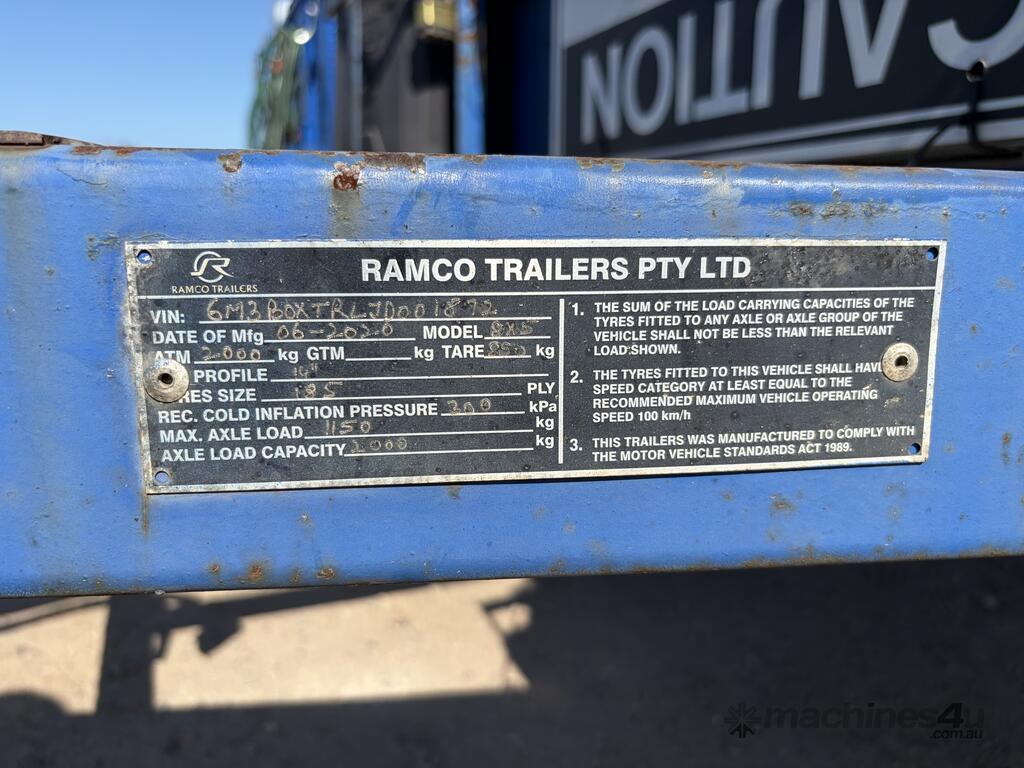 CAUTION
RAMCO TRAILERS
RAMCO TRAILERS PTY LTD
VIN: 6M3BOXTRLJD001872
DATE OF Mfg 06-2020 MODEL 8X5
ATM 2000 kg GTM kg TARE kg
PROFILE 14"
RES SIZE 185 PLY
REC. COLD INFLATION PRESSURE 300 kPa
MAX. AXLE LOAD 1150 kg
AXLE LOAD CAPACITY 2000 kg
1. THE SUM OF THE LOAD CARRYING CAPACITIES OF THE
TYRES FITTED TO ANY AXLE OR AXLE GROUP OF THE
VEHICLE SHALL NOT BE LESS THAN THE RELEVANT
LOAD SHOWN.
2. THE TYRES FITTED TO THIS VEHICLE SHALL HAV
SPEED CATEGORY AT LEAST EQUAL TO THE
RECOMMENDED MAXIMUM VEHICLE OPERATING
SPEED 100 km/h
3. THIS TRAILERS WAS MANUFACTURED TO COMPLY WITH
THE MOTOR VEHICLE STANDARDS ACT 1989.
machines4u
.com.au